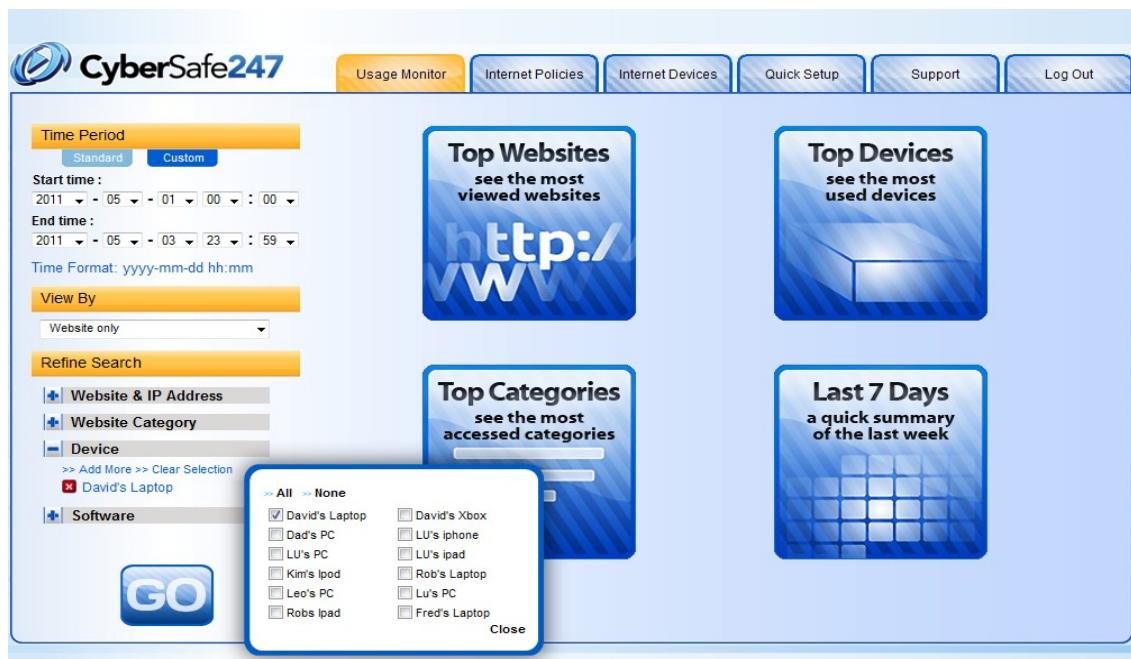 CyberSafe247
Usage Monitor
Internet Policies
Internet Devices
Quick Setup
Support
Log Out
Time Period
Standard Custom
Start time :
2011 - 05 - 01 00 : 00
End time :
2011 - 05 - 03 23 : 59
Time Format: yyyy-mm-dd hh:mm
View By
Website only
Refine Search
Website & IP Address
Website Category
Device
>> Add More >> Clear Selection
David's Laptop
Software
GO
Top Websites
see the most
viewed websites
http:/
WWW
Top Devices
see the most
used devices
Top Categories
see the most
accessed categories
Last 7 Days
a quick summary
of the last week
>> All >> None
David's Laptop David's Xbox
Dad's PC LU's iphone
LU's PC LU's ipad
Kim's Ipod Rob's Laptop
Leo's PC Lu's PC
Robs Ipad Fred's Laptop
Close